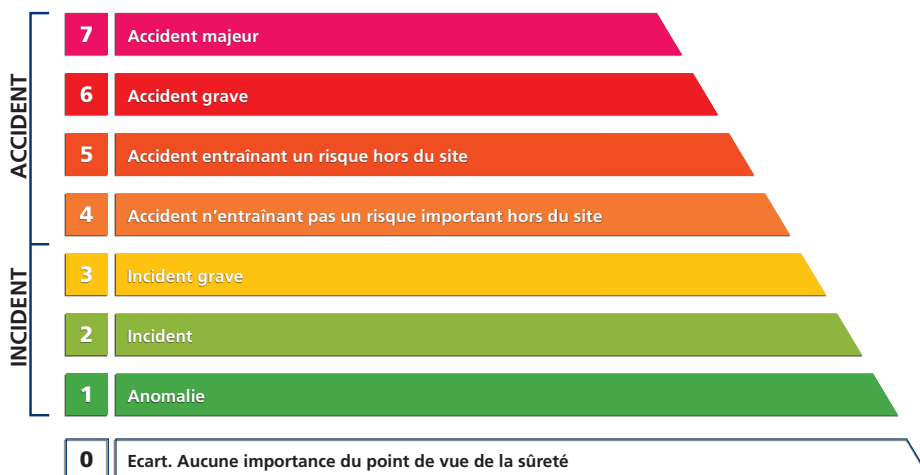 ACCIDENT
7 Accident majeur
6 Accident grave
5 Accident entraînant un risque hors du site
4 Accident n'entraînant pas un risque important hors du site
INCIDENT
3 Incident grave
2 Incident
1 Anomalie
0 Ecart. Aucune importance du point de vue de la sûreté